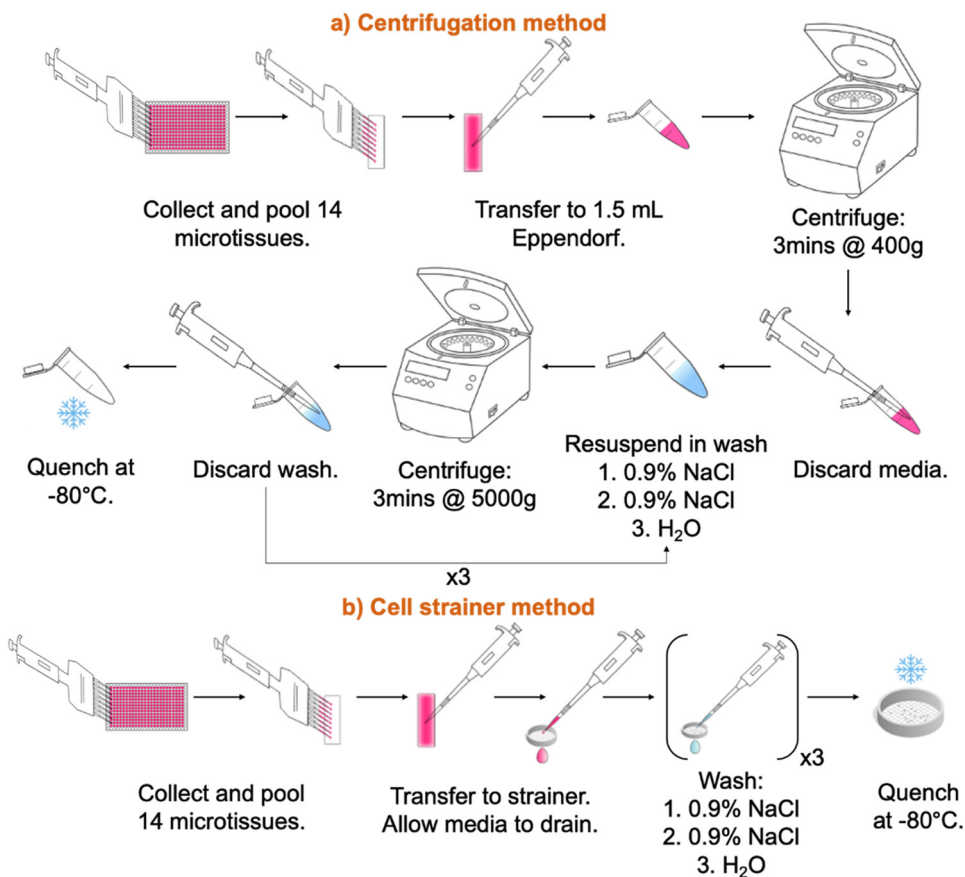 a) Centrifugation method
Collect and pool 14
microtissues.
Transfer to 1.5 mL
Eppendorf.
Centrifuge:
3mins @ 400g
Quench at
-80°C.
Discard wash.
Centrifuge:
3mins @ 5000g
Resuspend in wash
1. 0.9% NaCl
2. 0.9% NaCl
3. H₂O
Discard media.
x3
b) Cell strainer method
Collect and pool
14 microtissues.
Transfer to strainer.
Allow media to drain.
x3
Wash:
1. 0.9% NaCl
2. 0.9% NaCl
3. H₂O
Quench
at -80°C.